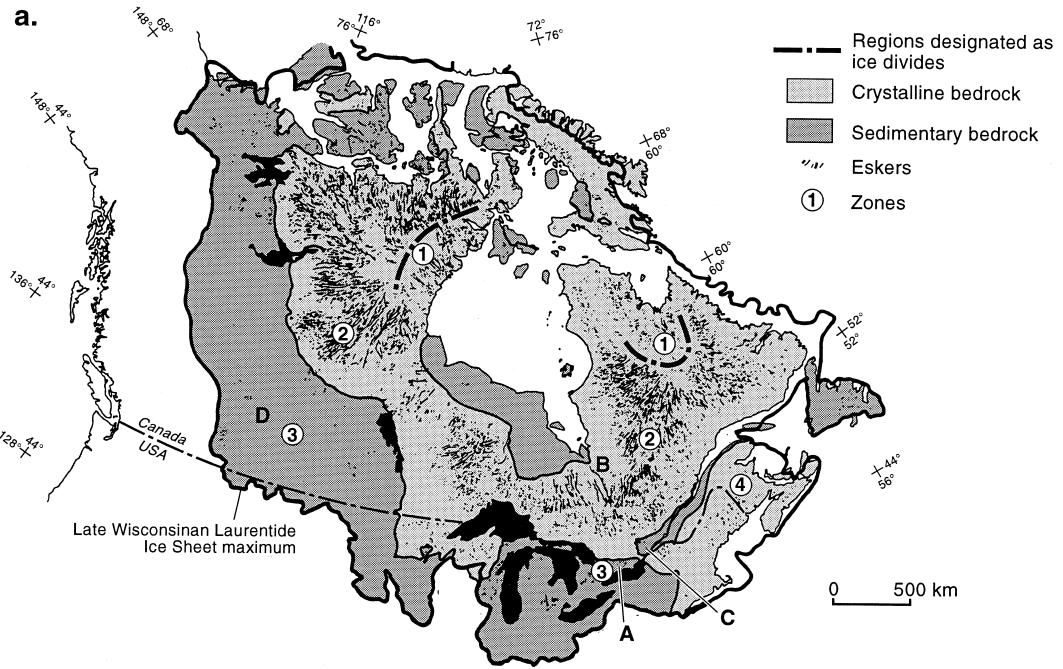 a.
148° 68°
76° 116°
72°
76°
Regions designated as
ice divides
Crystalline bedrock
Sedimentary bedrock
Eskers
1 Zones
148° 44°
68°
60°
1
60°
60°
136° 44°
2
1
52°
52°
D
3
Canada
USA
2
128° 44°
B
4
44°
56°
Late Wisconsinan Laurentide
Ice Sheet maximum
3
0 500 km
A
C